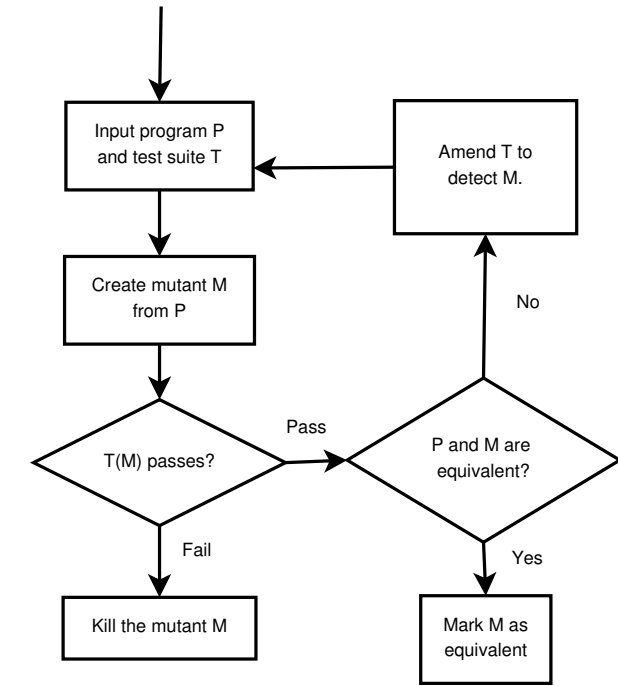 Input program P
and test suite T
Amend T to
detect M.
Create mutant M
from P
No
T(M) passes?
Pass
P and M are
equivalent?
Fail
Yes
Kill the mutant M
Mark M as
equivalent